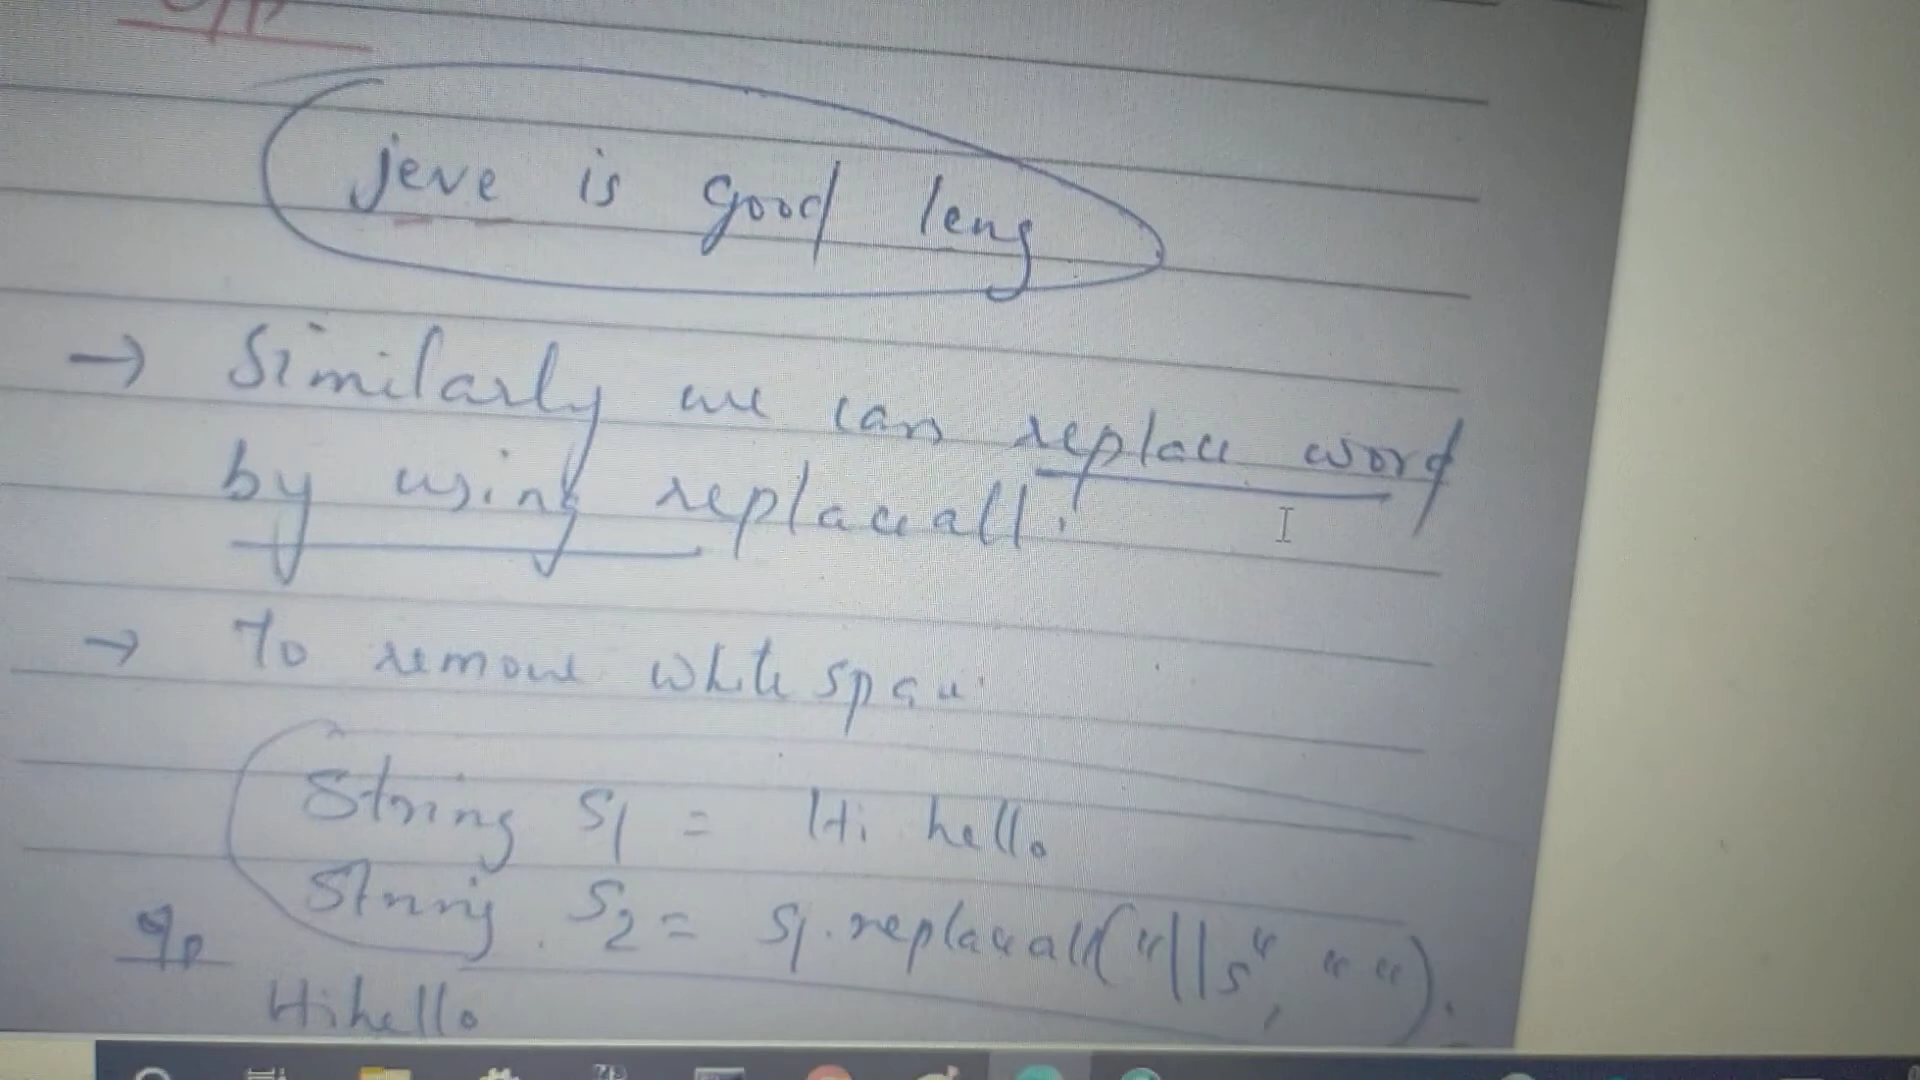 O/P
jeve is good leng
→ Similarly we can replace word
by using replaceall.
→ To remove white space.
String S1 = Hi hello
String S2 = S1.replaceall("||s", " ");
O/p
Hihello